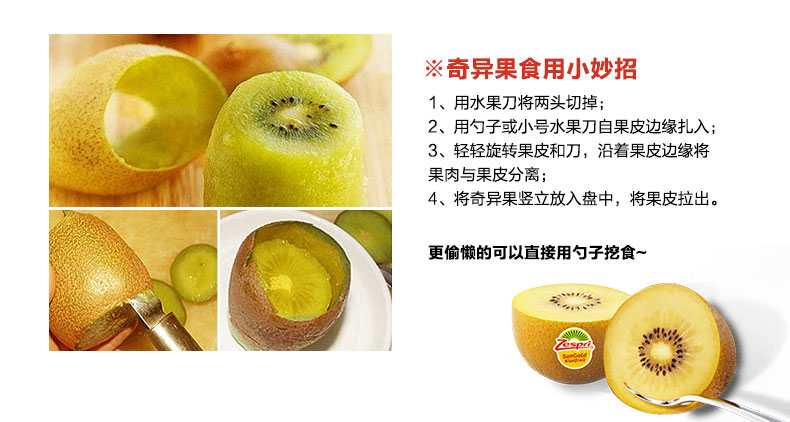 ※奇异果食用小妙招
1、用水果刀将两头切掉；
2、用勺子或小号水果刀自果皮边缘扎入；
3、轻轻旋转果皮和刀，沿着果皮边缘将
果肉与果皮分离；
4、将奇异果竖立放入盘中，将果皮拉出。
更偷懒的可以直接用勺子挖食~
Zespri
SunGold
Kiwifruit